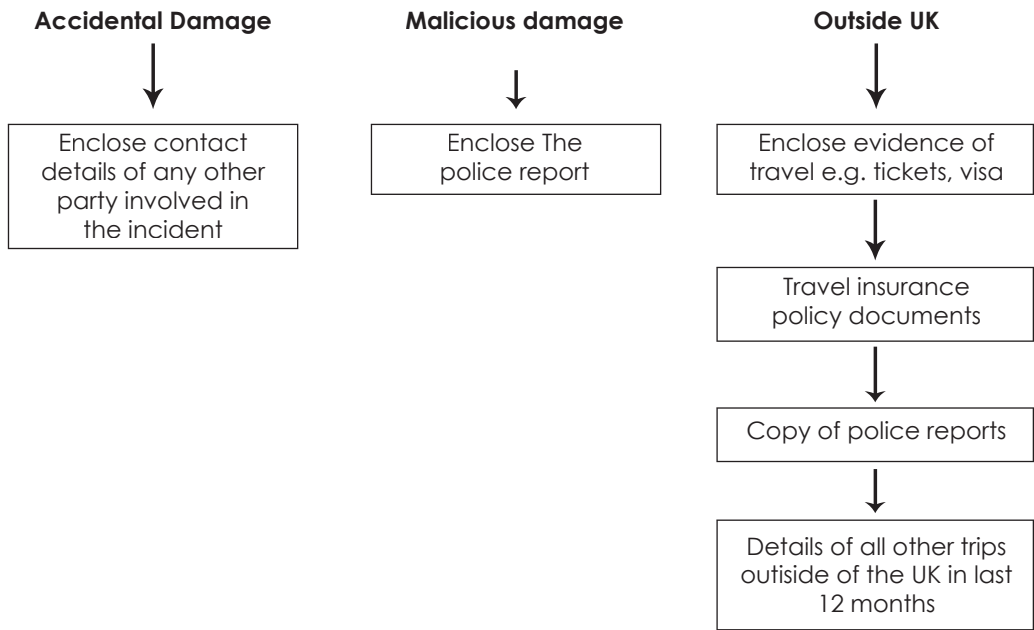 Accidental Damage
Enclose contact
details of any other
party involved in
the incident
Malicious damage
Enclose The
police report
Outside UK
Enclose evidence of
travel e.g. tickets, visa
Travel insurance
policy documents
Copy of police reports
Details of all other trips
outiside of the UK in last
12 months